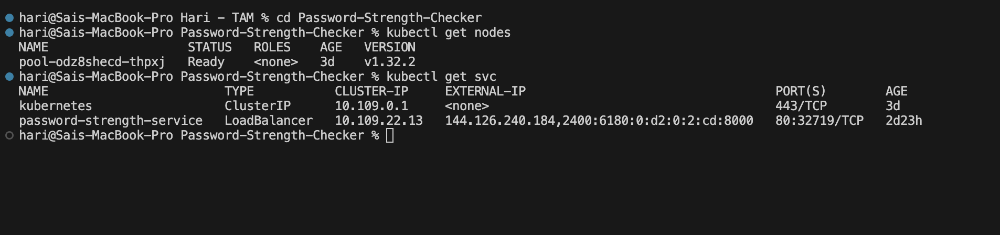 hari@Sais-MacBook-Pro Hari - TAM % cd Password-Strength-Checker
hari@Sais-MacBook-Pro Password-Strength-Checker % kubectl get nodes
NAME STATUS ROLES AGE VERSION
pool-odz8shecd-thpxj Ready <none> 3d v1.32.2
hari@Sais-MacBook-Pro Password-Strength-Checker % kubectl get svc
NAME TYPE CLUSTER-IP EXTERNAL-IP PORT(S) AGE
kubernetes ClusterIP 10.109.0.1 <none> 443/TCP 3d
password-strength-service LoadBalancer 10.109.22.13 144.126.240.184,2400:6180:0:d2:0:2:cd:8000 80:32719/TCP 2d23h
hari@Sais-MacBook-Pro Password-Strength-Checker %